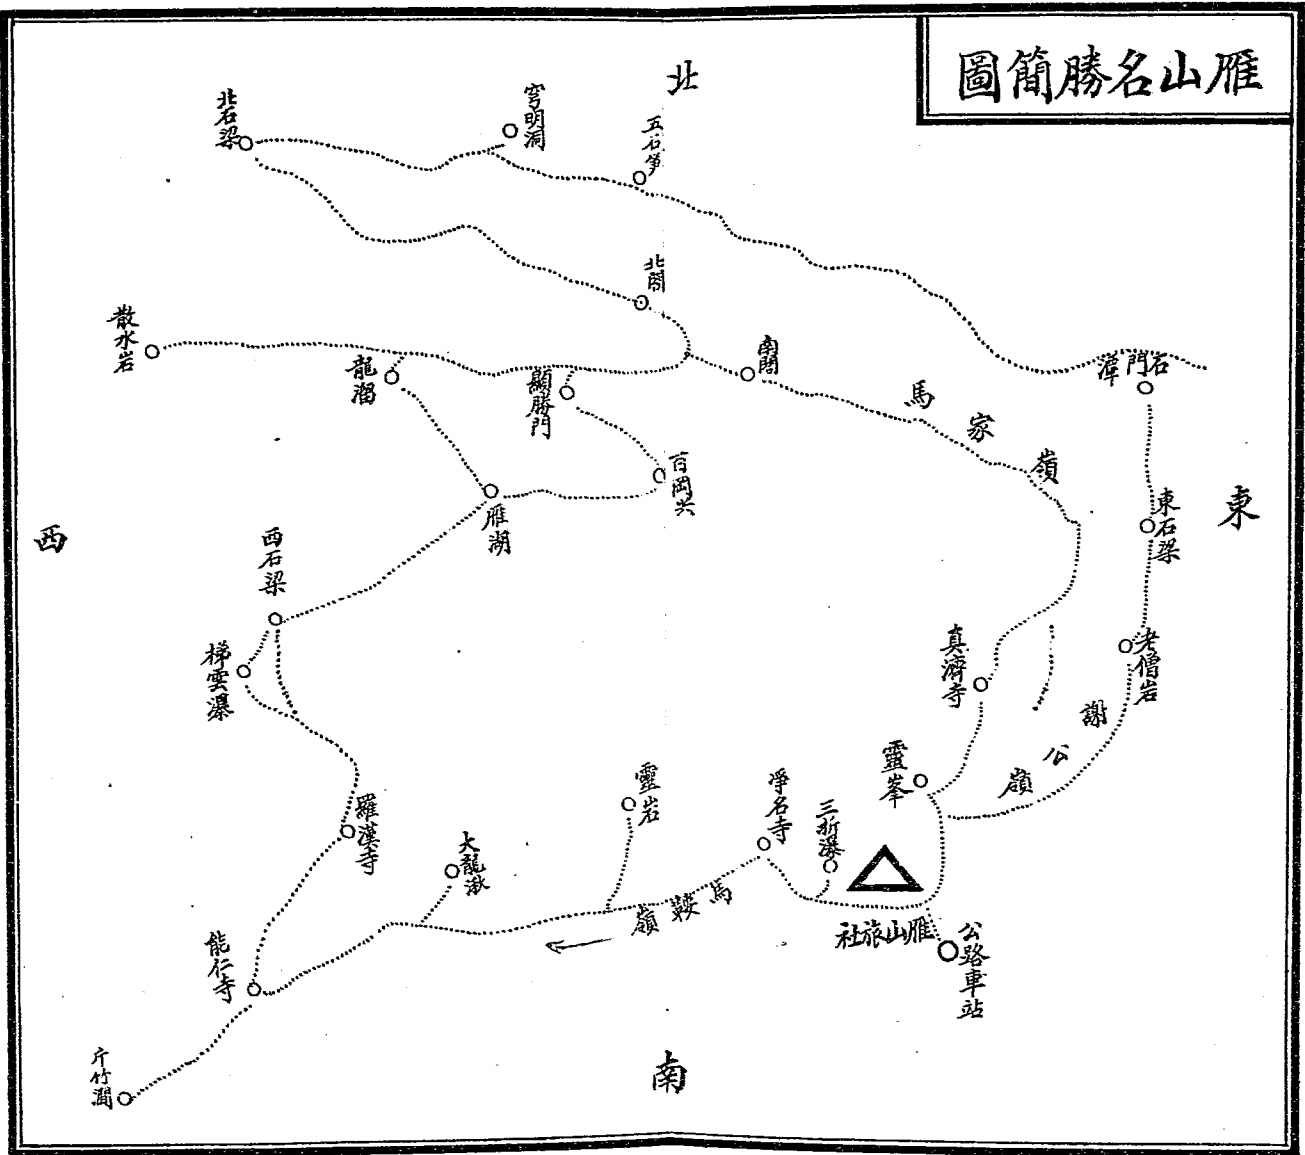 雁山名勝簡圖
北
五石笋
穹明洞
北石梁
北閤
南閤
散水岩
龍溜
顯勝門
石門潭
馬家嶺
百岡尖
雁湖
東
東石梁
西
西石梁
梯雲瀑
真濟寺
老僧岩
謝公嶺
靈峯
三折瀑
淨名寺
靈岩
羅漢寺
大龍湫
馬鞍嶺
雁山旅社
公路車站
能仁寺
斤竹澗
南